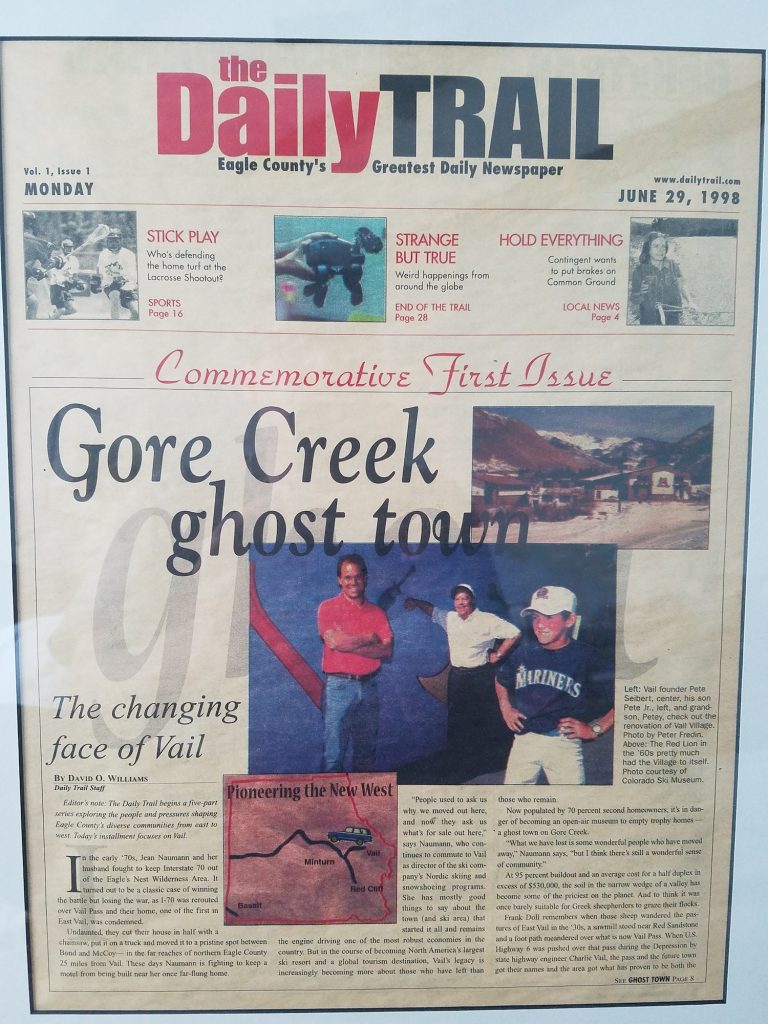 the
DailyTRAIL
Eagle County's Greatest Daily Newspaper
Vol. 1, Issue 1
MONDAY
www.dailytrail.com
JUNE 29, 1998
STICK PLAY
Who's defending
the home turf at the
Lacrosse Shootout?
SPORTS
Page 16
STRANGE
BUT TRUE
Weird happenings from
around the globe
END OF THE TRAIL
Page 28
HOLD EVERYTHING
Contingent wants
to put brakes on
Common Ground
LOCAL NEWS
Page 4
Commemorative First Issue
Gore Creek
ghost town
MARINERS
The changing
face of Vail
Left: Vail founder Pete
Seibert, center, his son
Pete Jr., left, and grand-
son, Petey, check out the
renovation of Vail Village.
Photo by Peter Fredin.
Above: The Red Lion in
the '60s pretty much
had the Village to itself.
Photo courtesy of
Colorado Ski Museum.
BY DAVID O. WILLIAMS
Daily Trail Staff
Editor's note: The Daily Trail begins a five-part
series exploring the people and pressures shaping
Eagle County's diverse communities from east to
west. Today's installment focuses on Vail.
In the early '70s, Jean Naumann and her
husband fought to keep Interstate 70 out
of the Eagle's Nest Wilderness Area. It
turned out to be a classic case of winning
the battle but losing the war, as I-70 was rerouted
over Vail Pass and their home, one of the first in
East Vail, was condemned.
Undaunted, they cut their house in half with a
chainsaw, put it on a truck and moved it to a pristine spot between
Bond and McCoy — in the far reaches of northern Eagle County
25 miles from Vail. These days Naumann is fighting to keep a
motel from being built near her once far-flung home.
Pioneering the New West
Vail
Minturn
Red Cliff
Basalt
"People used to ask us
why we moved out here,
and now they ask us
what's for sale out here,"
says Naumann, who con-
tinues to commute to Vail
as director of the ski com-
pany's Nordic skiing and
snowshoeing programs.
She has mostly good
things to say about the
town (and ski area) that
started it all and remains
the engine driving one of the most robust economies in the
country. But in the course of becoming North America's largest
ski resort and a global tourism destination, Vail's legacy is
increasingly becoming more about those who have left than
those who remain.
Now populated by 70 percent second homeowners, it's in dan-
ger of becoming an open-air museum to empty trophy homes —
a ghost town on Gore Creek.
"What we have lost is some wonderful people who have moved
away," Naumann says, "but I think there's still a wonderful sense
of community."
At 95 percent buildout and an average cost for a half duplex in
excess of $530,000, the soil in the narrow wedge of a valley has
become some of the priciest on the planet. And to think it was
once barely suitable for Greek sheepherders to graze their flocks.
Frank Doll remembers when those sheep wandered the pas-
tures of East Vail in the '30s, a sawmill stood near Red Sandstone
and a foot path meandered over what is now Vail Pass. When U.S.
Highway 6 was pushed over that pass during the Depression by
state highway engineer Charlie Vail, the pass and the future town
got their names and the area got what has proven to be both the
SEE GHOST TOWN PAGE 8